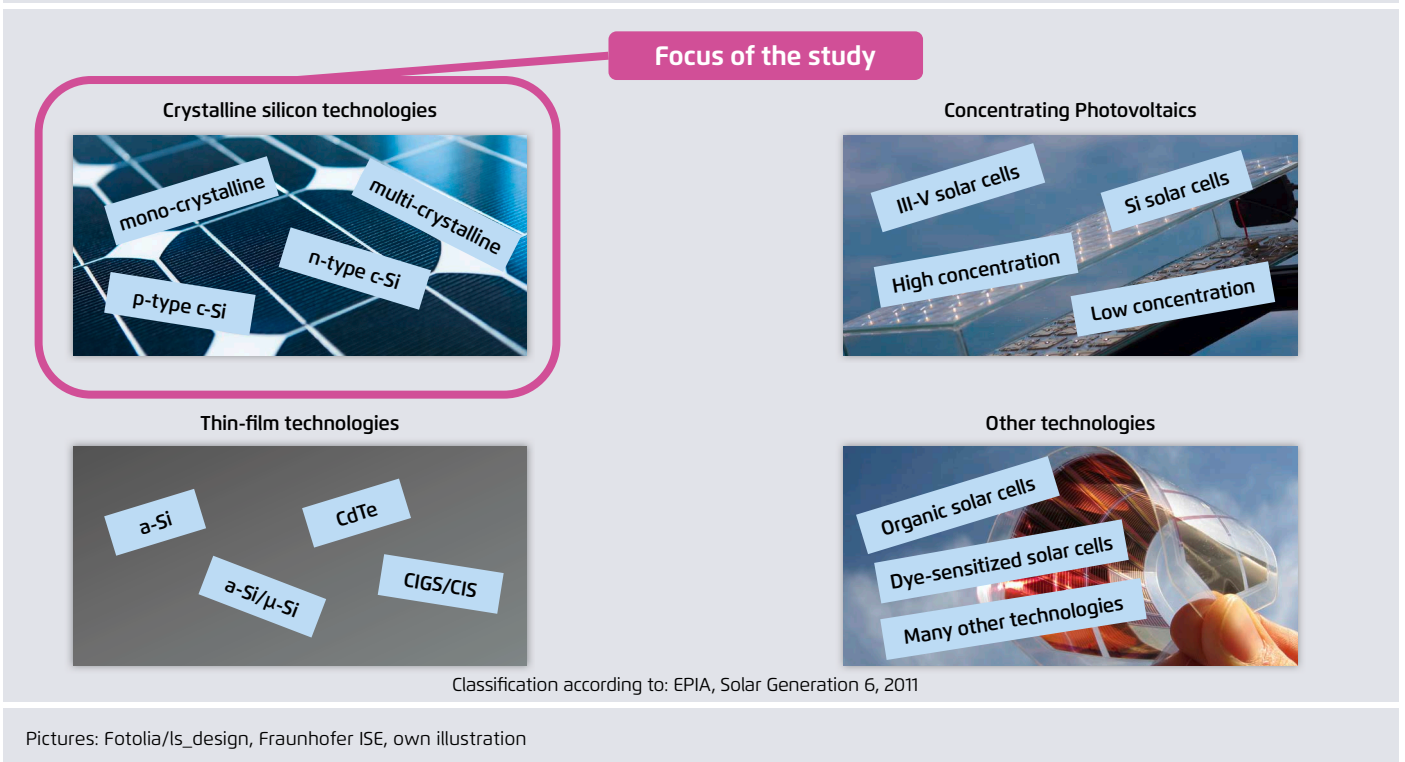 Focus of the study
Crystalline silicon technologies
mono-crystalline
multi-crystalline
n-type c-Si
p-type c-Si
Concentrating Photovoltaics
III-V solar cells
Si solar cells
High concentration
Low concentration
Thin-film technologies
a-Si
CdTe
a-Si/μ-Si
CIGS/CIS
Other technologies
Organic solar cells
Dye-sensitized solar cells
Many other technologies
Classification according to: EPIA, Solar Generation 6, 2011
Pictures: Fotolia/ls_design, Fraunhofer ISE, own illustration